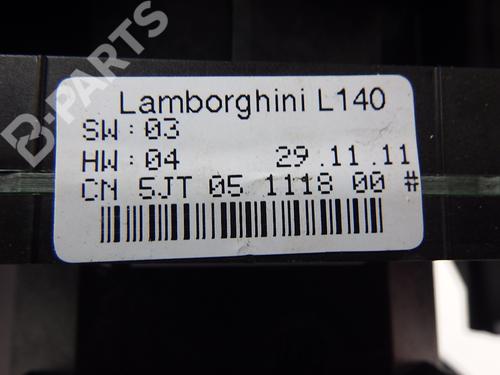 B-PARTS
Lamborghini L140
SW:03
HW:04 29.11.11
CN 5JT 05 1118 00 #